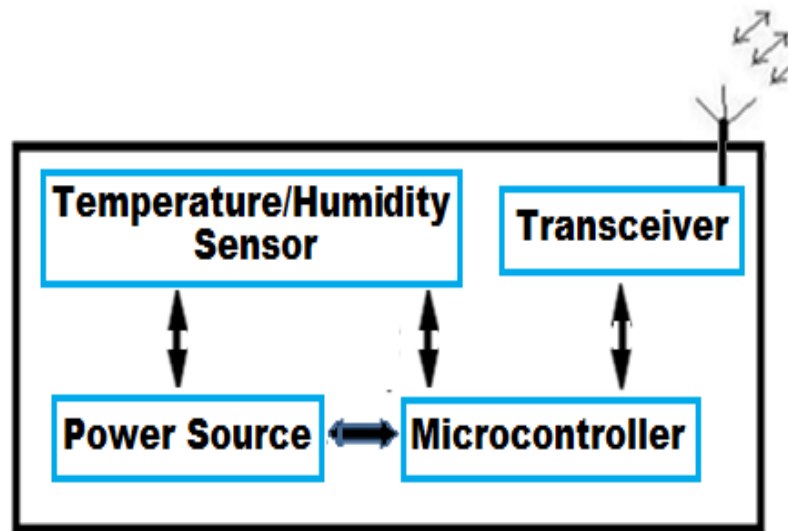 Temperature/Humidity
Sensor
Transceiver
Power Source
Microcontroller